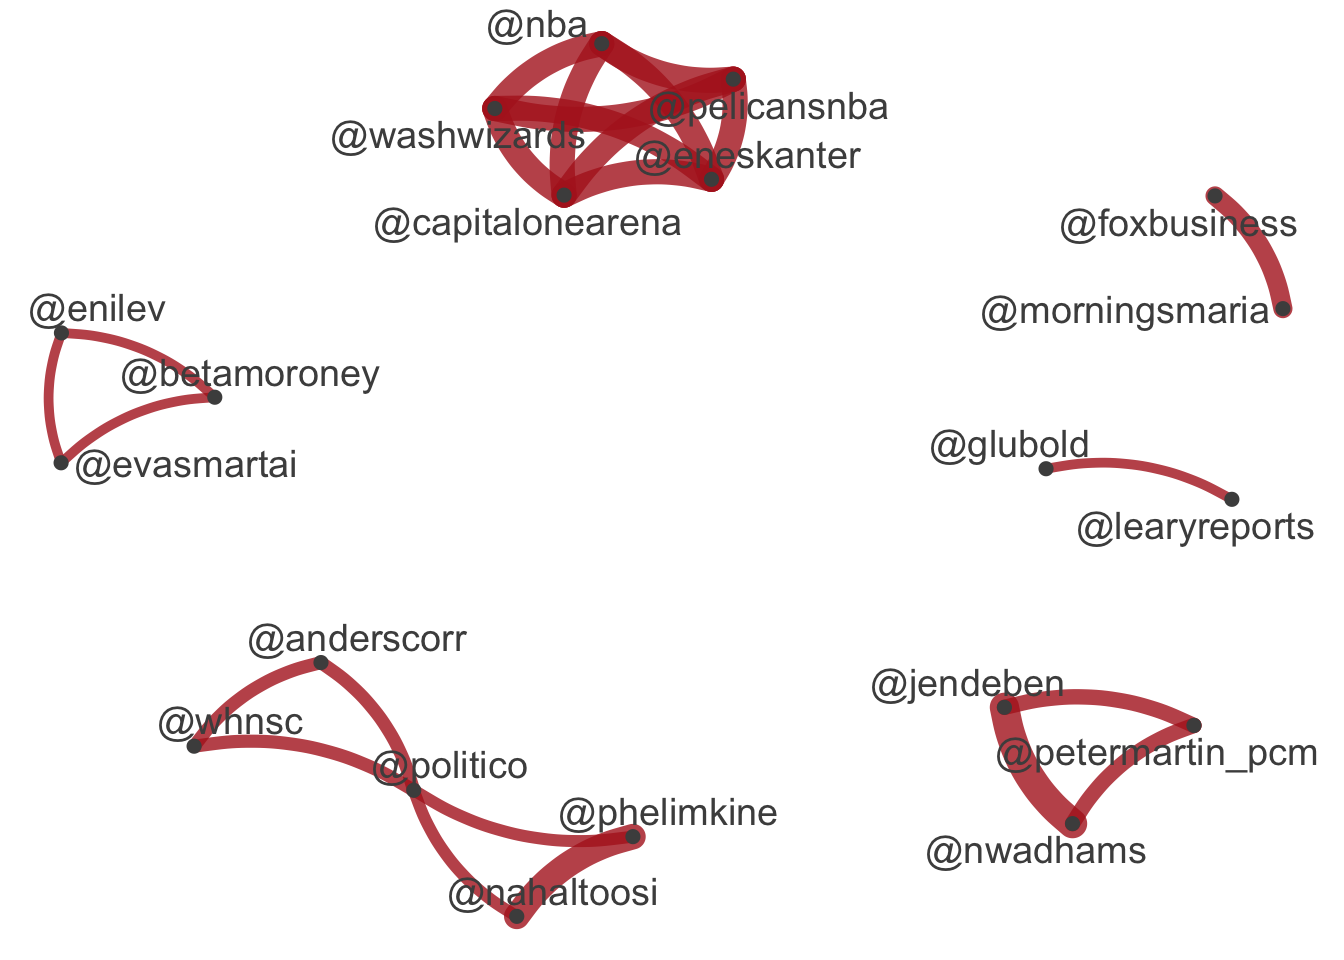 @nba
@pelicansnba
@washwizards
@eneskanter
@capitalonearena
@foxbusiness
@morningsmaria
@enilev
@betamoroney
@evasmartai
@glubold
@learyreports
@anderscorr
@whnsc
@politico
@phelimkine
@nahaltoosi
@jendeben
@petermartin_pcm
@nwadhams